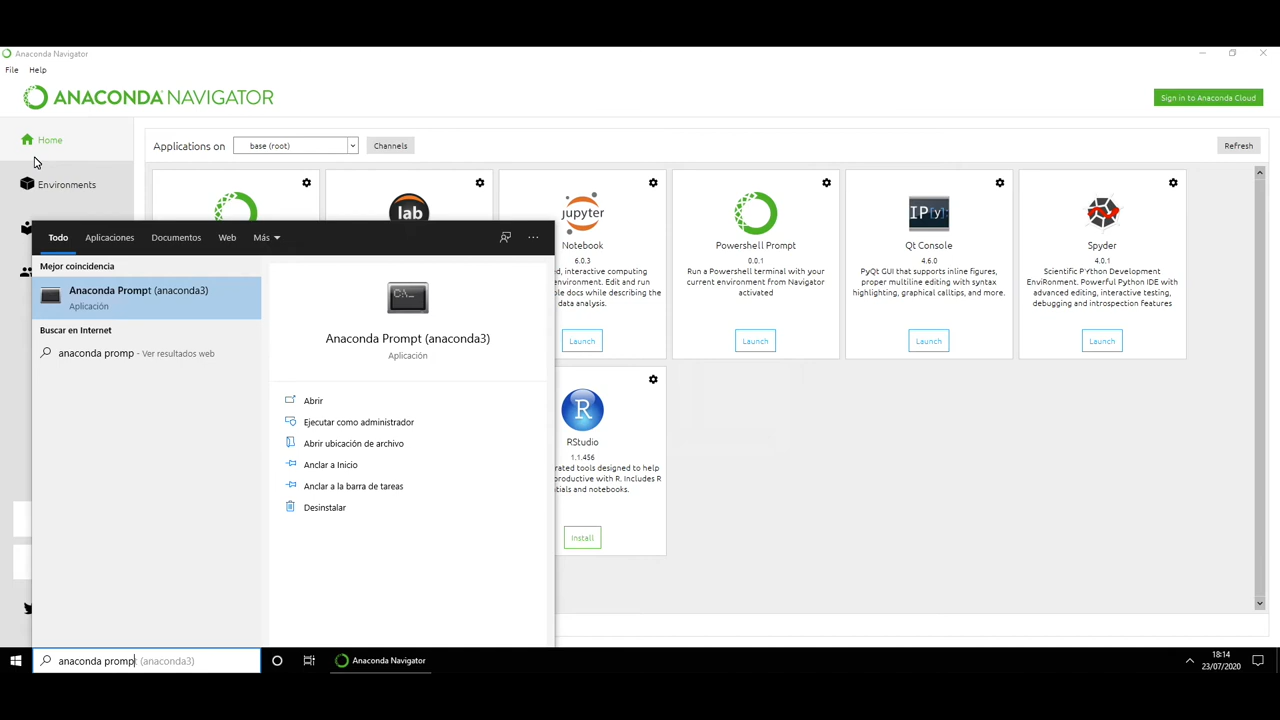 Anaconda Navigator
File Help
ANACONDA NAVIGATOR
Sign in to Anaconda Cloud
Home
Environments
Applications on base (root) Channels
Refresh
lab
jupyter
Notebook
6.0.3
d, interactive computing
environment. Edit and run
le docs while describing the
data analysis.
Launch
Powershell Prompt
0.0.1
Run a Powershell terminal with your
current environment from Navigator
activated
Launch
IP[y]:
Qt Console
4.6.0
PyQt GUI that supports inline figures,
proper multiline editing with syntax
highlighting, graphical calltips, and more.
Launch
Spyder
4.0.1
Scientific PYthon Development
EnviRonment. Powerful Python IDE with
advanced editing, interactive testing,
debugging and introspection features
Launch
R
RStudio
1.1.456
rated tools designed to help
productive with R. Includes R
tials and notebooks.
Install
Todo Aplicaciones Documentos Web Más
Mejor coincidencia
Anaconda Prompt (anaconda3)
Aplicación
Buscar en Internet
anaconda promp - Ver resultados web
C:\_
Anaconda Prompt (anaconda3)
Aplicación
Abrir
Ejecutar como administrador
Abrir ubicación de archivo
Anclar a Inicio
Anclar a la barra de tareas
Desinstalar
anaconda prompt (anaconda3)
Anaconda Navigator
18:14
23/07/2020